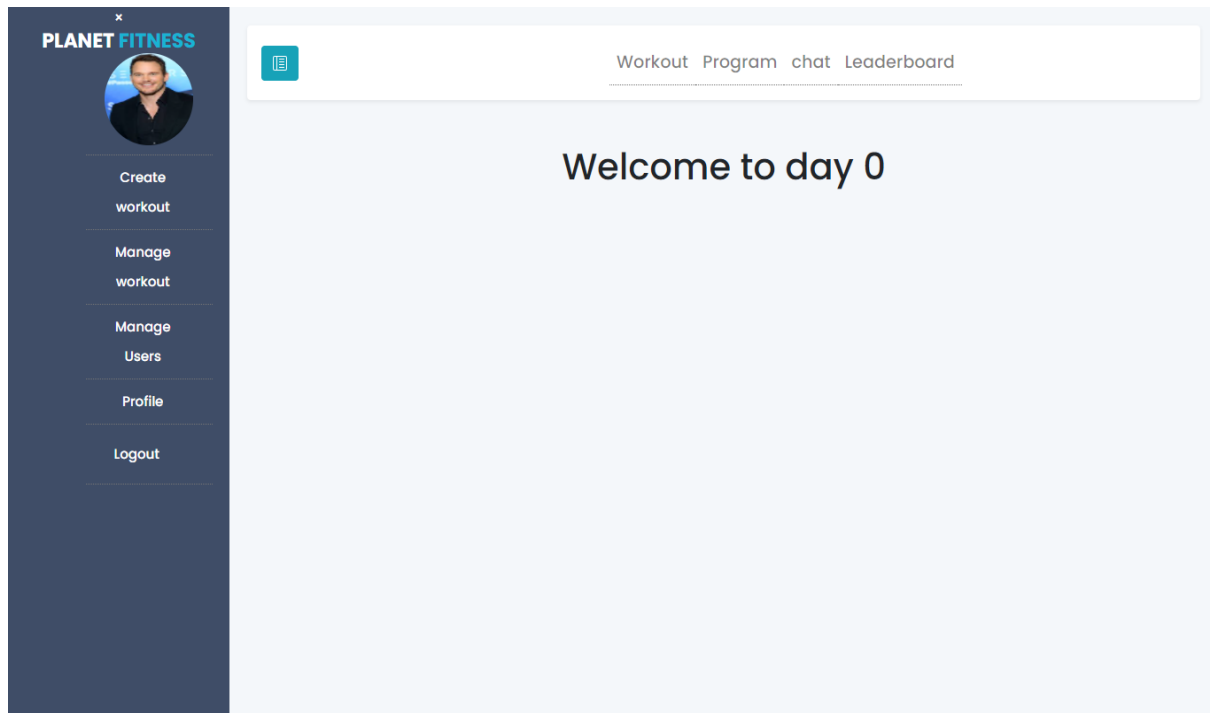 ×
PLANET FITNESS
Create
workout
Manage
workout
Manage
Users
Profile
Logout
Workout Program chat Leaderboard
Welcome to day 0